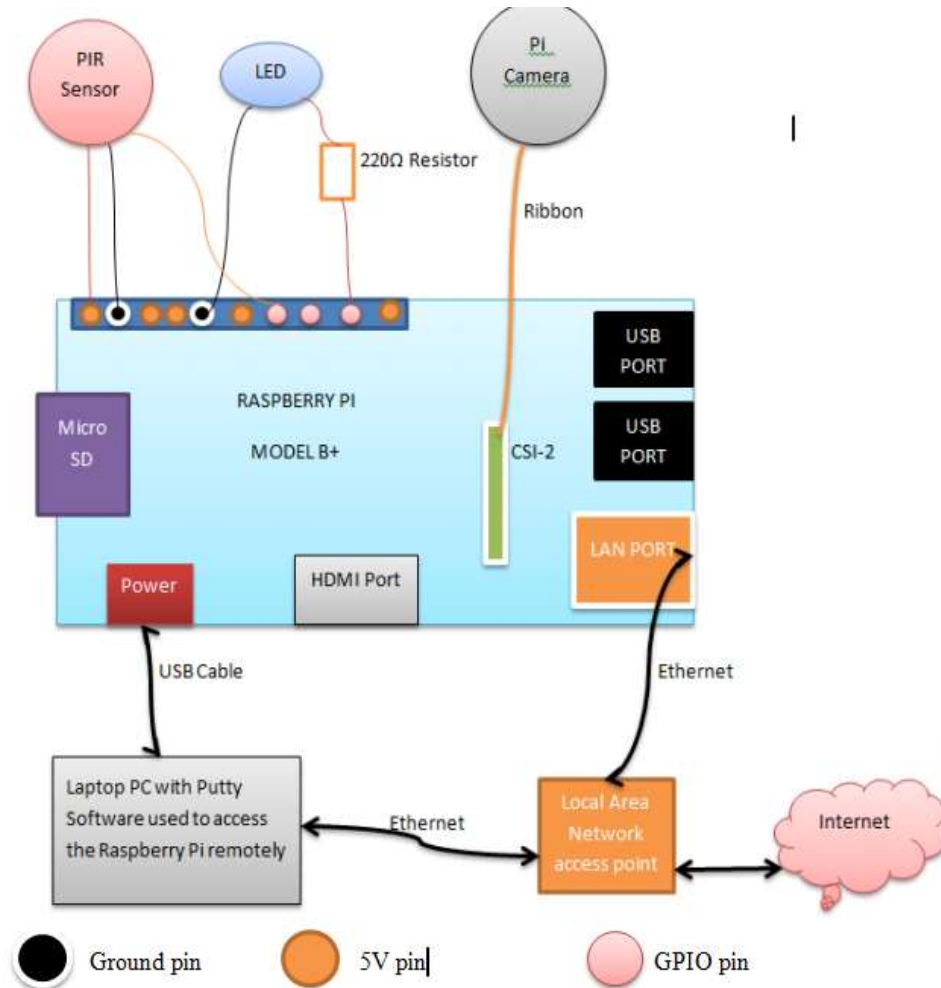 PIR
Sensor
LED
Pi
Camera
220Ω Resistor
Ribbon
USB
PORT
RASPBERRY PI
MODEL B+
Micro
SD
CSI-2
USB
PORT
LAN PORT
Power
HDMI Port
USB Cable
Ethernet
Laptop PC with Putty
Software used to access
the Raspberry Pi remotely
Ethernet
Local Area
Network
access point
Internet
Ground pin
5V pin
GPIO pin